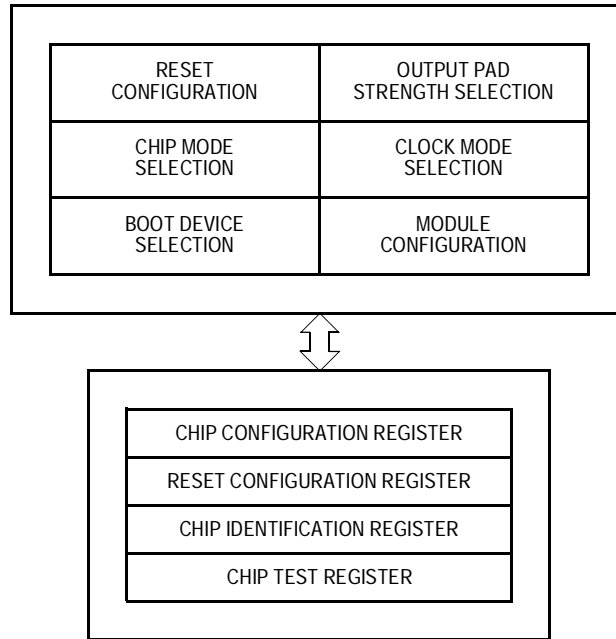 RESET
CONFIGURATION
OUTPUT PAD
STRENGTH SELECTION
CHIP MODE
SELECTION
CLOCK MODE
SELECTION
BOOT DEVICE
SELECTION
MODULE
CONFIGURATION
CHIP CONFIGURATION REGISTER
RESET CONFIGURATION REGISTER
CHIP IDENTIFICATION REGISTER
CHIP TEST REGISTER